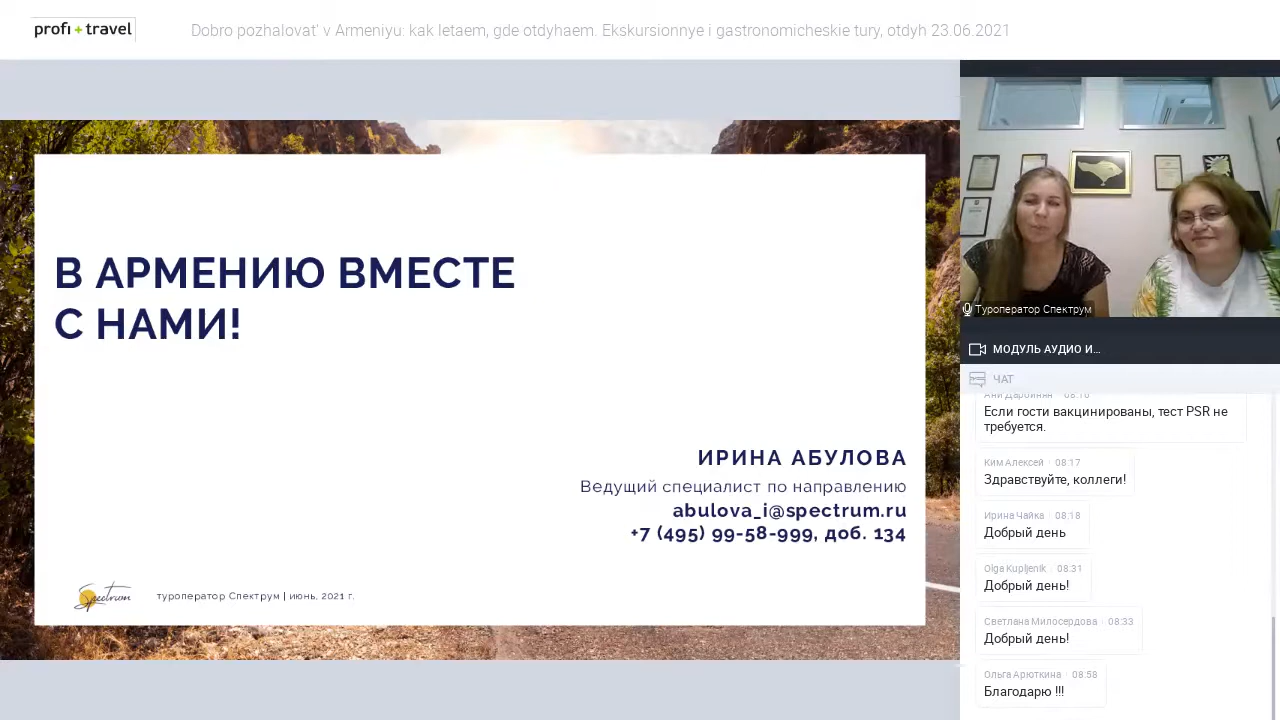 profi + travel
Dobro pozhalovat' v Armeniyu: kak letaem, gde otdyhaem. Ekskursionnye i gastronomicheskie tury, otdyh 23.06.2021
В АРМЕНИЮ ВМЕСТЕ
С НАМИ!
ИРИНА АБУЛОВА
Ведущий специалист по направлению
abulova_i@spectrum.ru
+7 (495) 99-58-999, доб. 134
Spectrum
туроператор Спектрум | июнь, 2021 г.
Туроператор Спектрум
МОДУЛЬ АУДИО И...
ЧАТ
Ани Дарбинян 08:16
Если гости вакцинированы, тест PSR не
требуется.
Ким Алексей 08:17
Здравствуйте, коллеги!
Ирина Чайка 08:18
Добрый день
Olga Kupljenik 08:31
Добрый день!
Светлана Милосердова 08:33
Добрый день!
Ольга Арюткина 08:58
Благодарю !!!